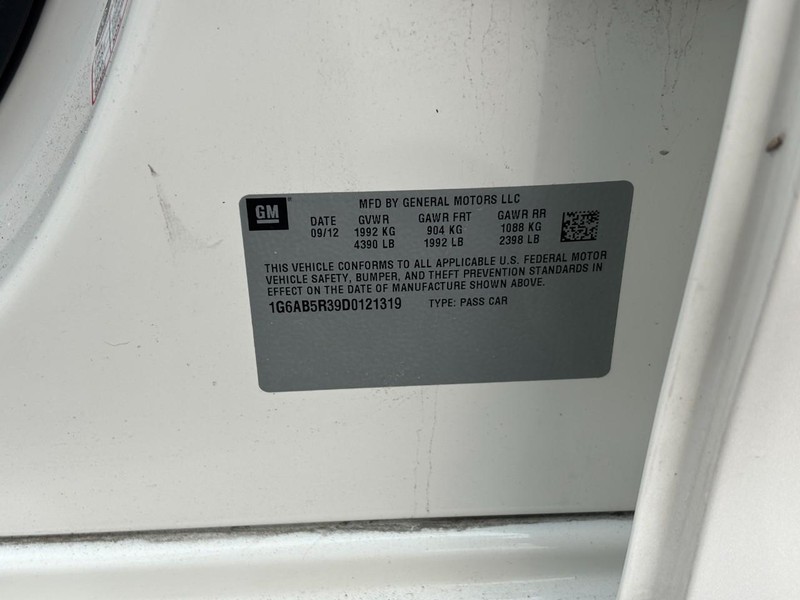 GM
MFD BY GENERAL MOTORS LLC
DATE GVWR GAWR FRT GAWR RR
09/12 1992 KG 904 KG 1088 KG
4390 LB 1992 LB 2398 LB
THIS VEHICLE CONFORMS TO ALL APPLICABLE U.S. FEDERAL MOTOR
VEHICLE SAFETY, BUMPER, AND THEFT PREVENTION STANDARDS IN
EFFECT ON THE DATE OF MANUFACTURE SHOWN ABOVE.
1G6AB5R39D0121319 TYPE: PASS CAR